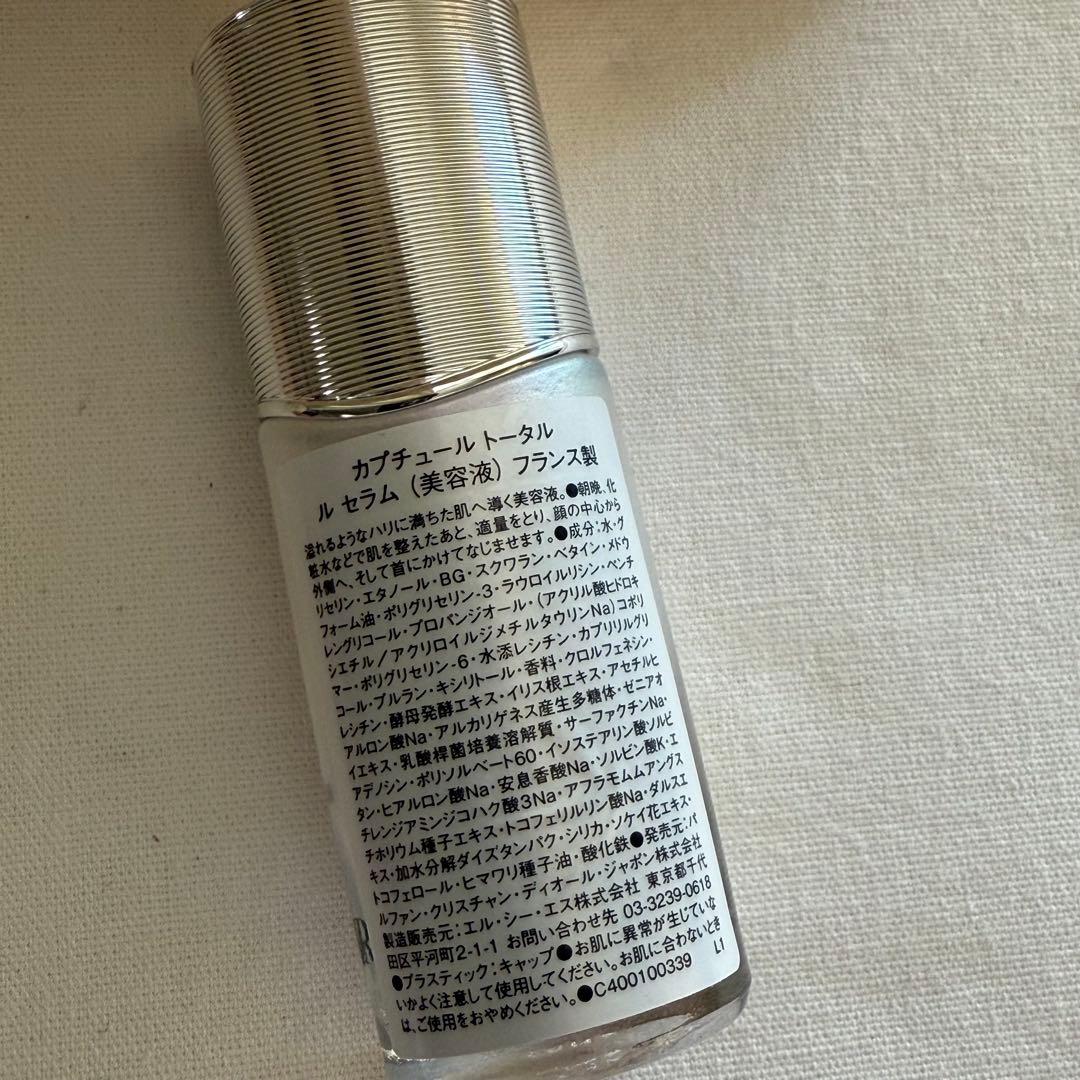 カプチュール トータル
ル セラム（美容液）フランス製
溢れるようなハリに満ちた肌へ導く美容液。●朝晩、化
粧水などで肌を整えたあと、適量をとり、顔の中心から
外側へ、そして首にかけてなじませます。●成分：水・グ
リセリン・エタノール・BG・スクワラン・ベタイン・メドウ
フォーム油・ポリグリセリン-3・ラウロイルリシン・ペンチ
レングリコール・プロパンジオール・（アクリル酸ヒドロキ
シエチル/アクリロイルジメチルタウリンNa）コポリ
マー・ポリグリセリン-6・水添レシチン・カプリリルグリ
コール・プルラン・キシリトール・香料・クロルフェネシン・
レシチン・酵母発酵エキス・イリス根エキス・アセチルヒ
アルロン酸Na・アルカリゲネス産生多糖体・ゼニアオ
イエキス・乳酸桿菌培養溶解質・サーファクチンNa・
アデノシン・ポリソルベート60・イソステアリン酸ソルビ
タン・ヒアルロン酸Na・安息香酸Na・ソルビン酸K・エ
チレンジアミンジコハク酸3Na・アフラモムムアングス
チホリウム種子エキス・トコフェリルリン酸Na・ダルスエ
キス・加水分解ダイズタンパク・シリカ・ソケイ花エキス・
トコフェロール・ヒマワリ種子油・酸化鉄●発売元：パ
ルファン・クリスチャン・ディオール・ジャポン株式会社
製造販売元：エル・シー・エス株式会社 東京都千代
田区平河町2-1-1 お問い合わせ先 03-3239-0618
●プラスティック：キャップ●お肌に異常が生じていな
いかよく注意して使用してください。お肌に合わないとき
は、ご使用をおやめください。●C400100339 L1